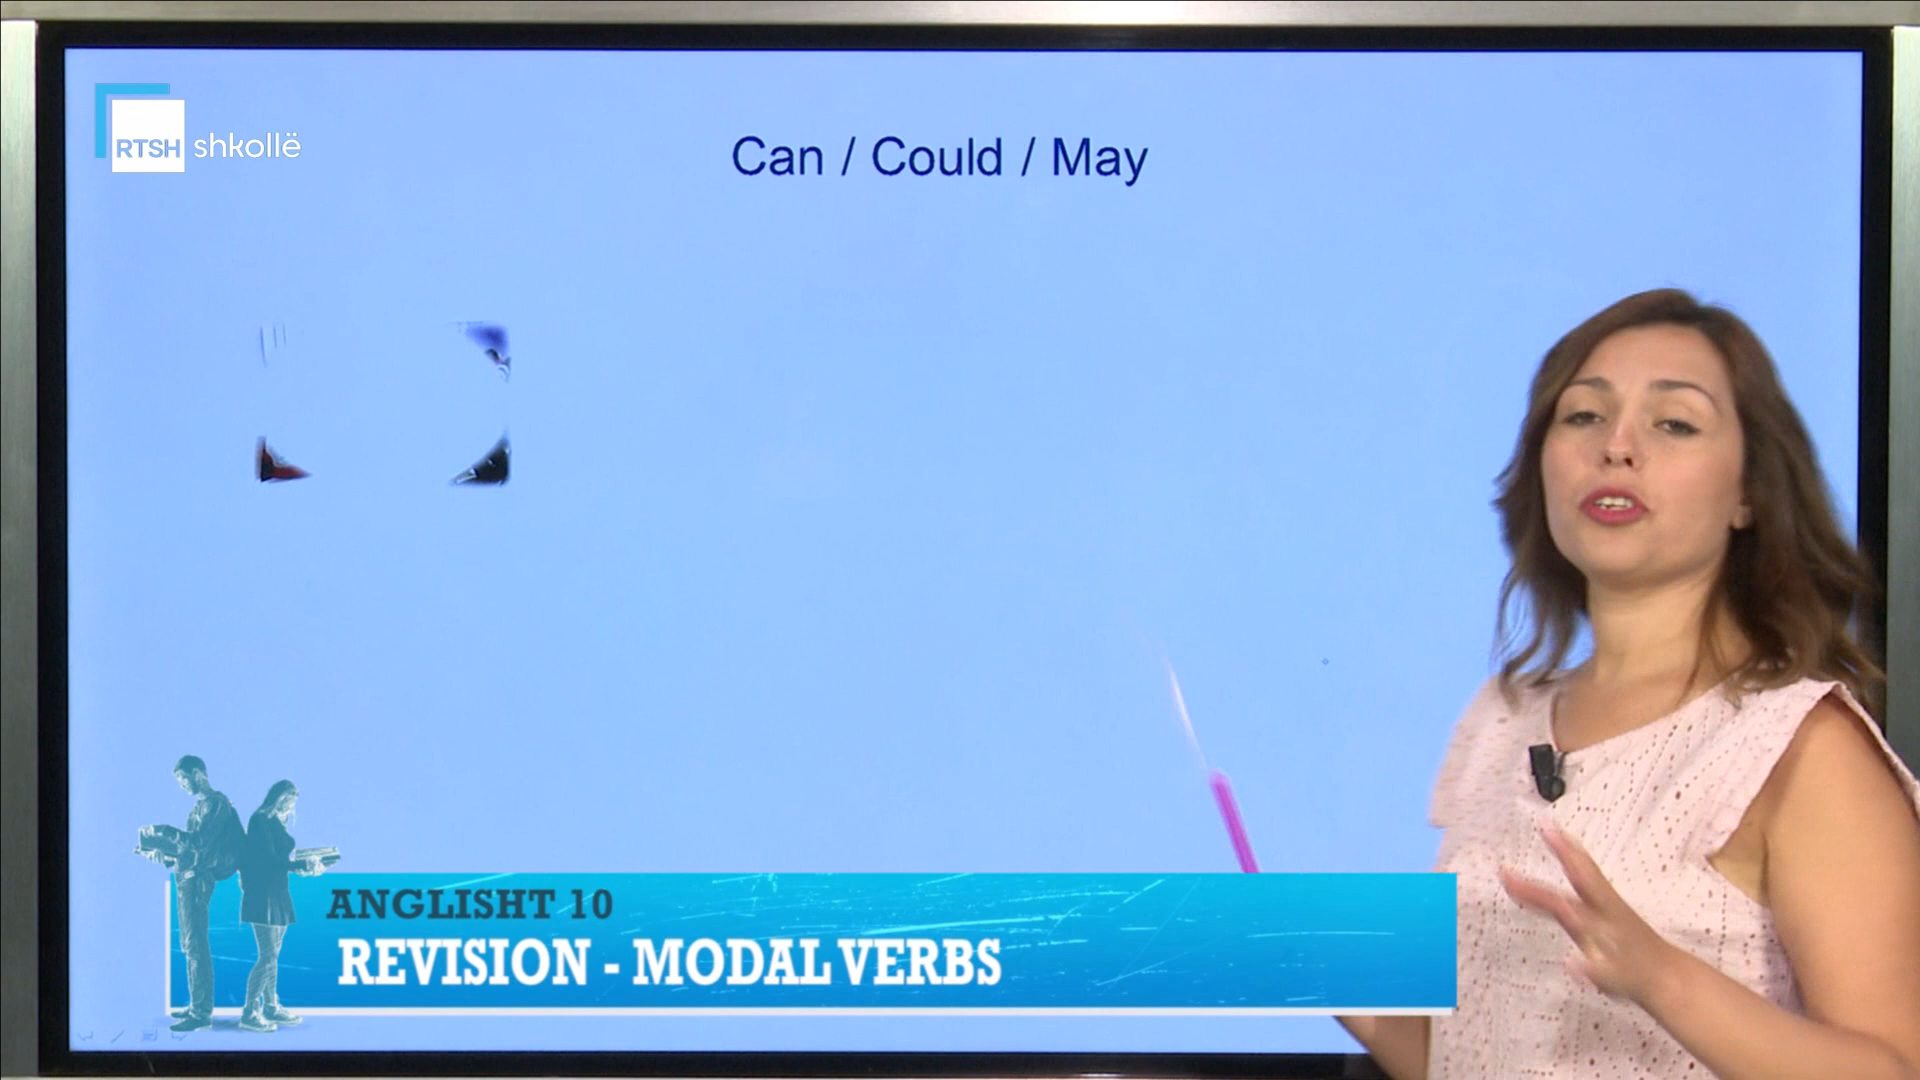 RTSH shkollë
Can / Could / May
ANGLISHT 10
REVISION - MODAL VERBS